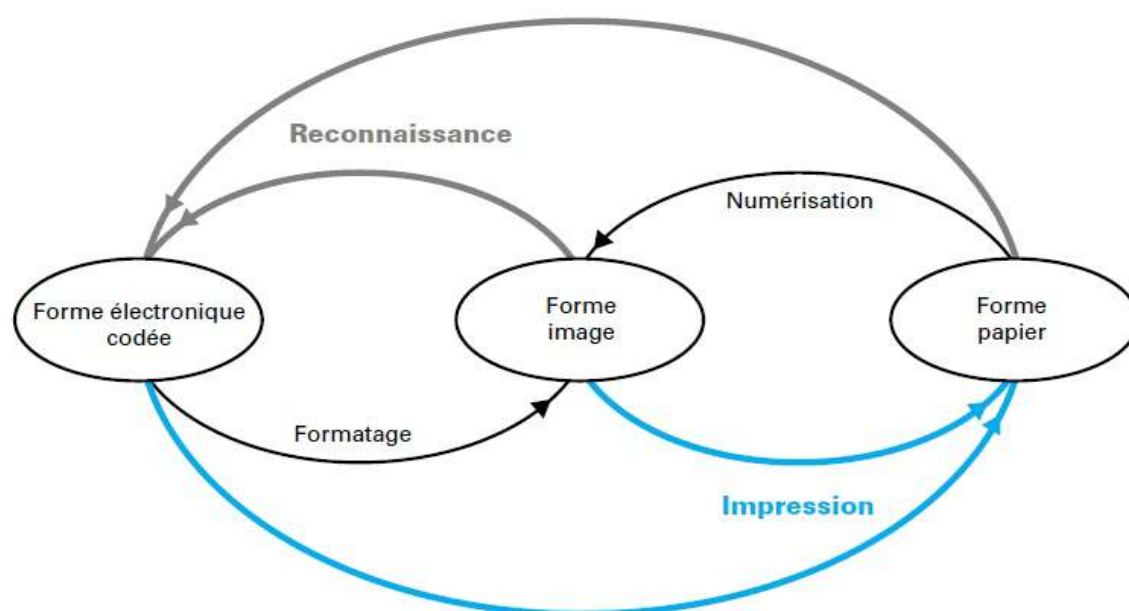 Reconnaissance
Numérisation
Forme électronique
codée
Forme
image
Forme
papier
Formatage
Impression